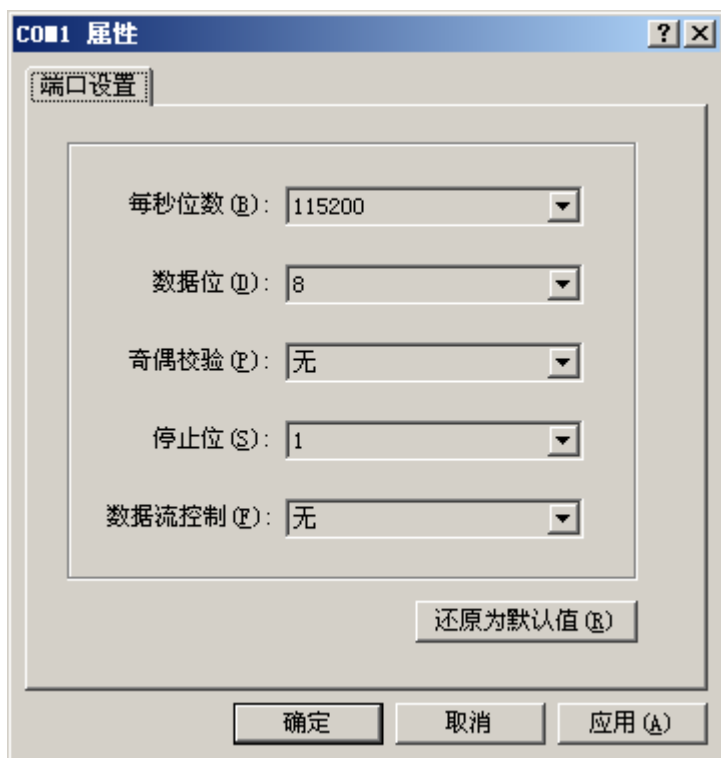 COM1 属性
端口设置
每秒位数(B): 115200
数据位(D): 8
奇偶校验(P): 无
停止位(S): 1
数据流控制(F): 无
还原为默认值(R)
确定 取消 应用(A)